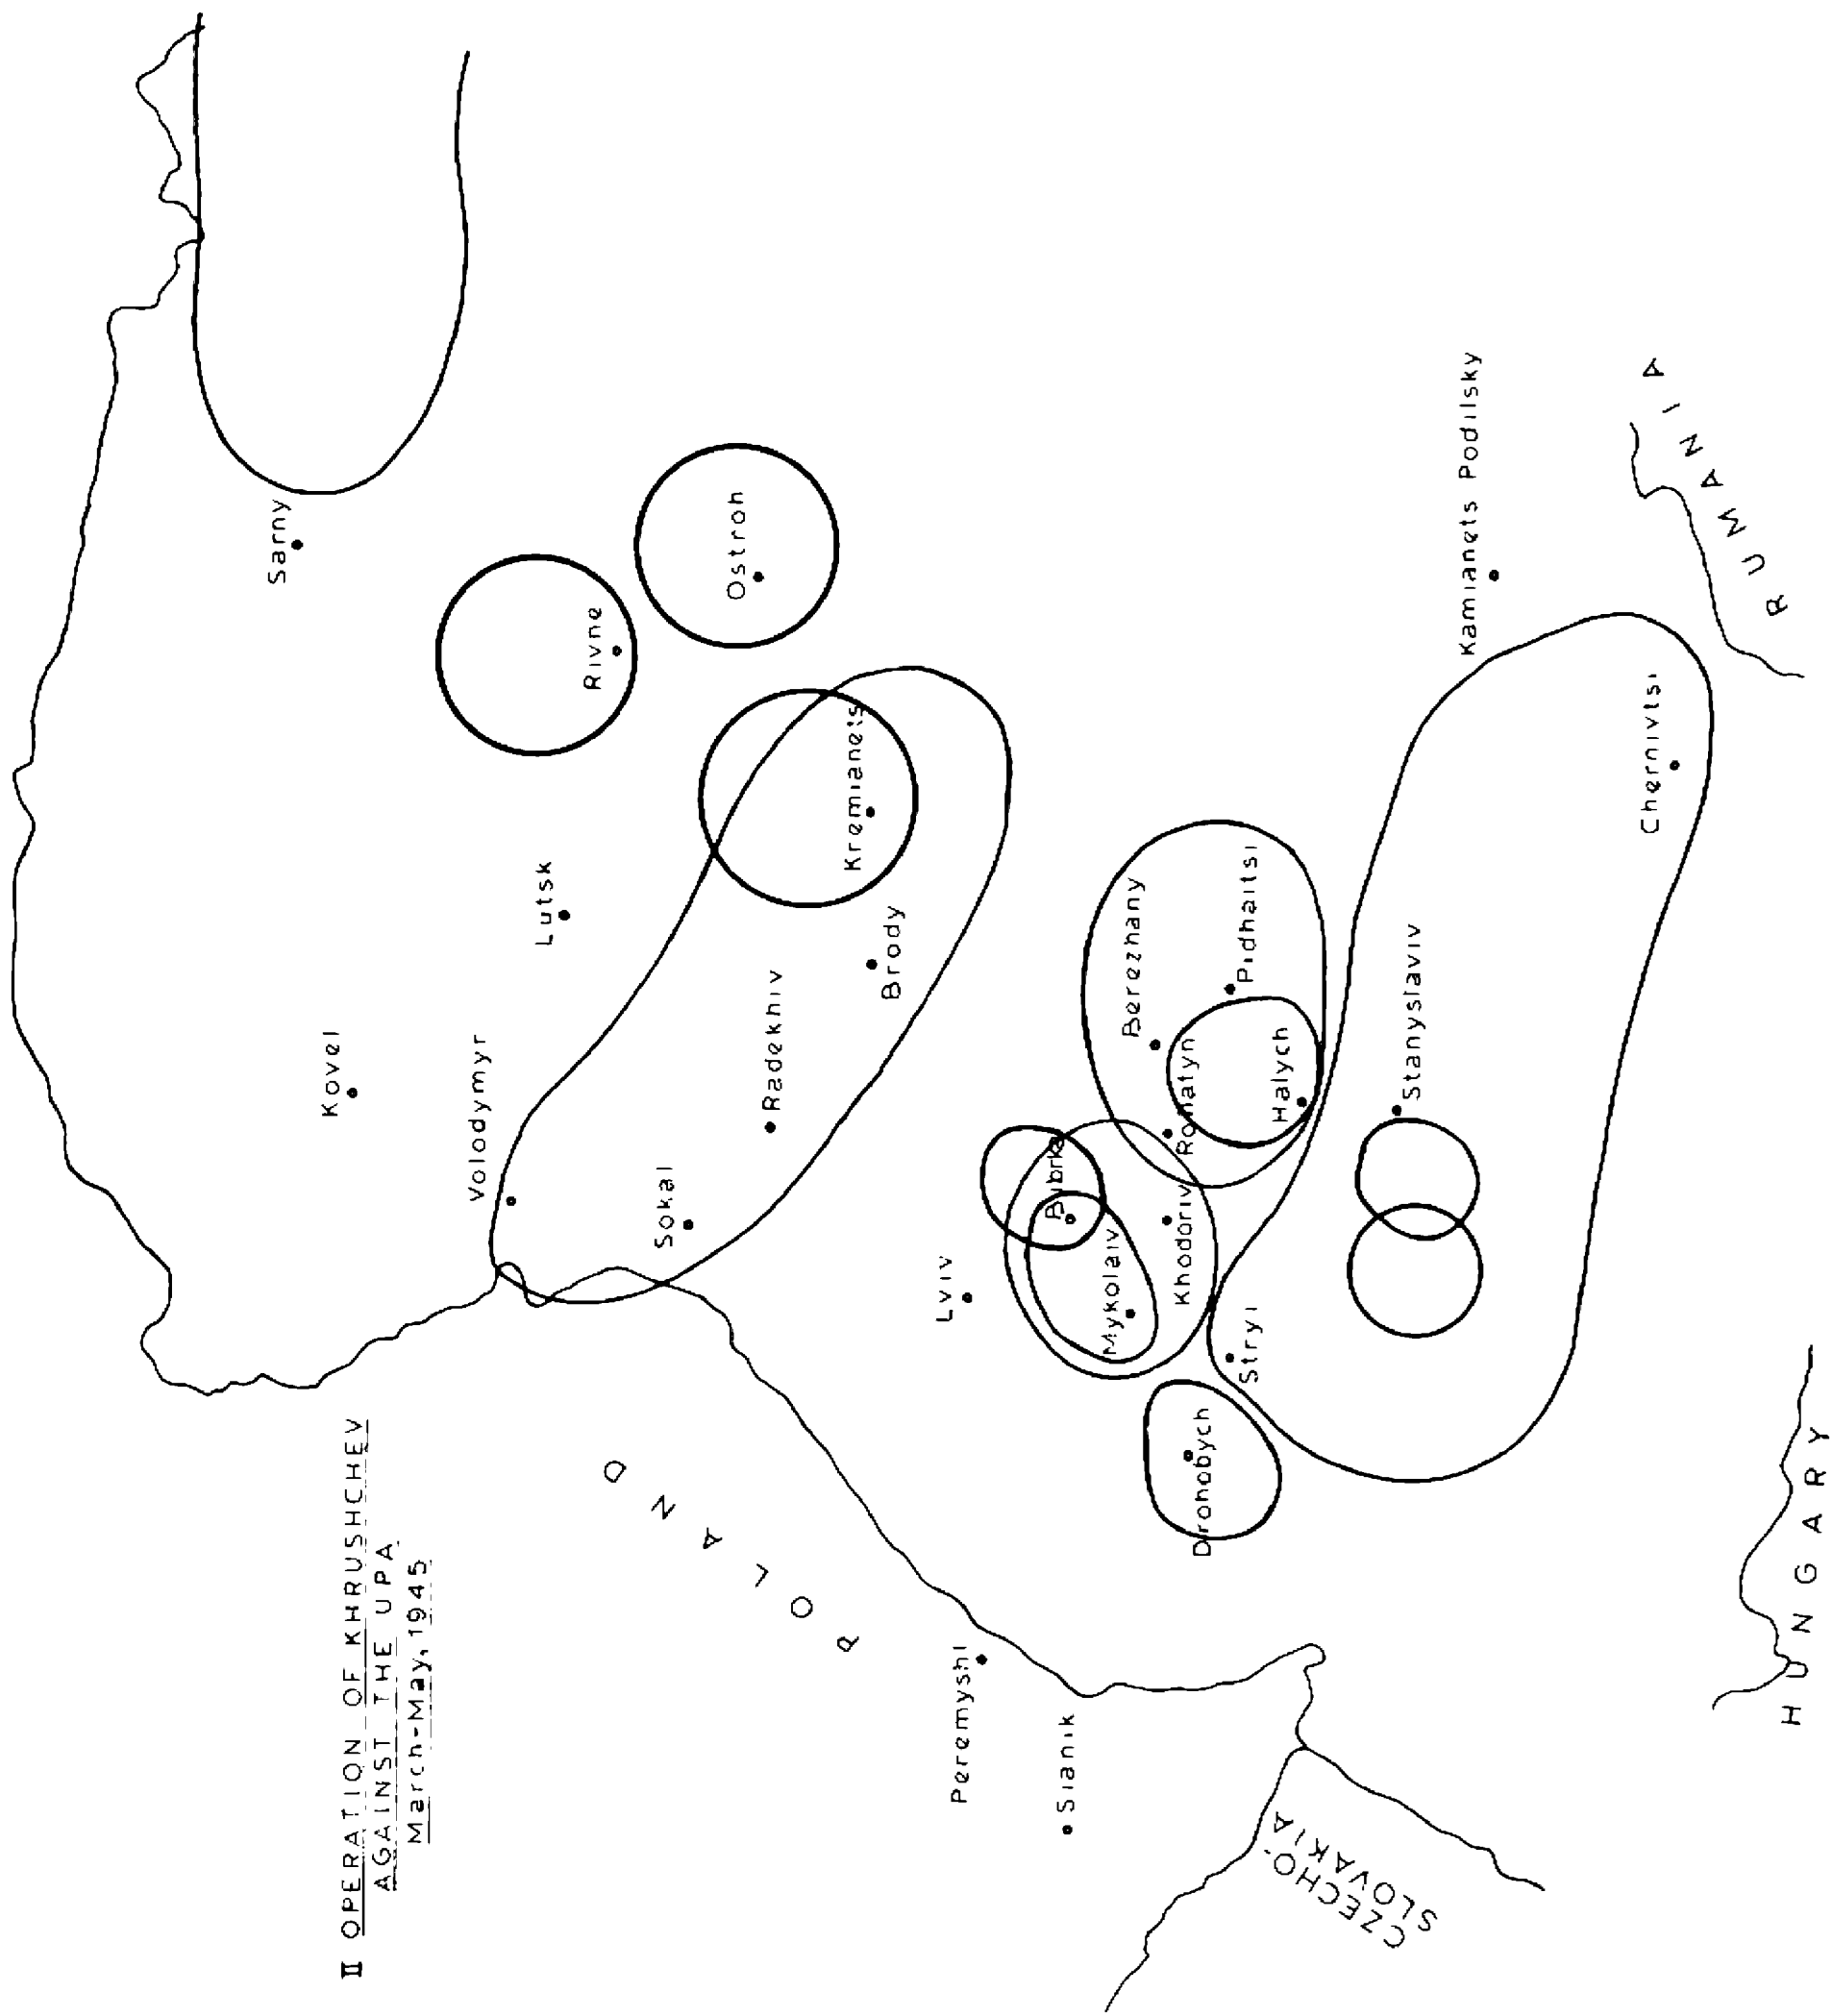 II OPERATION OF KHRUSHCHEV
AGAINST THE UPA
March-May, 1945
Sarny
Kovel
Volodymyr
Lutsk
Rivne
Ostroh
Sokal
Radekhiv
Brody
Kremianets
POLAND
Peremyshl
Sianik
Lviv
Bibrka
Mykolaiv
Khodoriv
Rohatyn
Berezhany
Pidhaitsi
Halych
Drohobych
Stryi
Stanyslaviv
Kamianets Podilsky
Chernivtsi
CZECHO-
SLOVAKIA
HUNGARY
RUMANIA